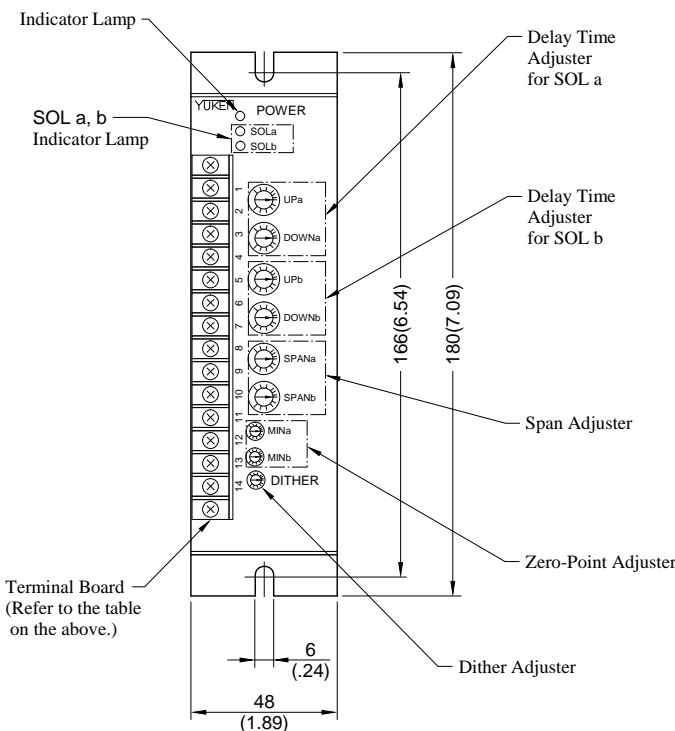 Indicator Lamp
Delay Time
Adjuster
for SOL a
YUKEN
POWER
SOL a, b
Indicator Lamp
SOLa
SOLb
1
2
3
4
5
6
7
8
9
10
11
12
13
14
UPa
DOWNa
UPb
DOWNb
SPANa
SPANb
MINa
MINb
DITHER
Delay Time
Adjuster
for SOL b
166(6.54)
180(7.09)
Span Adjuster
Zero-Point Adjuster
Terminal Board
(Refer to the table
on the above.)
Dither Adjuster
6
(.24)
48
(1.89)